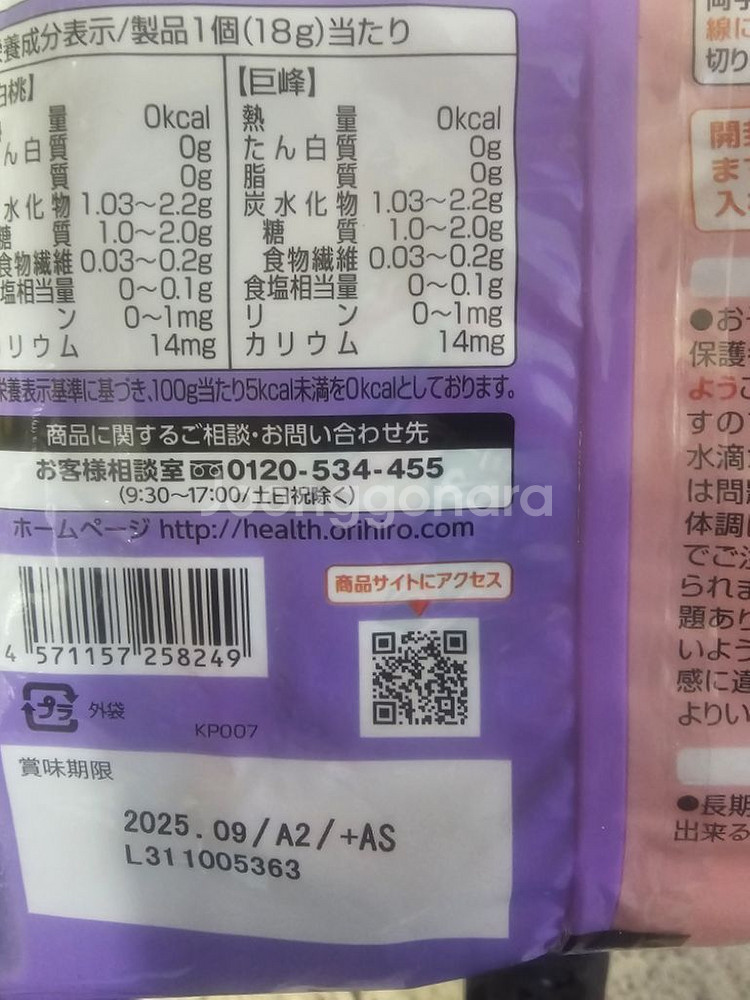 養成分表示/製品1個(18g)当たり
白桃】
量 0kcal
ん白質 0g
質 0g
水化物 1.03～2.2g
糖質 1.0～2.0g
食物繊維 0.03～0.2g
食塩相当量 0～0.1g
ン 0～1mg
リウム 14mg
【巨峰】
熱量 0kcal
たん白質 0g
脂質 0g
炭水化物 1.03～2.2g
糖質 1.0～2.0g
食物繊維 0.03～0.2g
食塩相当量 0～0.1g
リン 0～1mg
カリウム 14mg
栄養表示基準に基づき、100g当たり5kcal未満を0kcalとしております。
商品に関するご相談・お問い合わせ先
お客様相談室 0120-534-455
(9:30～17:00/土日祝除く)
Joonggonara
ホームページ http://health.orihiro.com
商品サイトにアクセス
4 571157 258249
プラ 外袋
KP007
賞味期限
2025.09/A2/+AS
L311005363
線に
切り
開封
ま
入
●お
保護
よう
すの
水滴
は問題
体調
でご注
られま
題あり
いよう
感に違
よりい
●長期
出来る